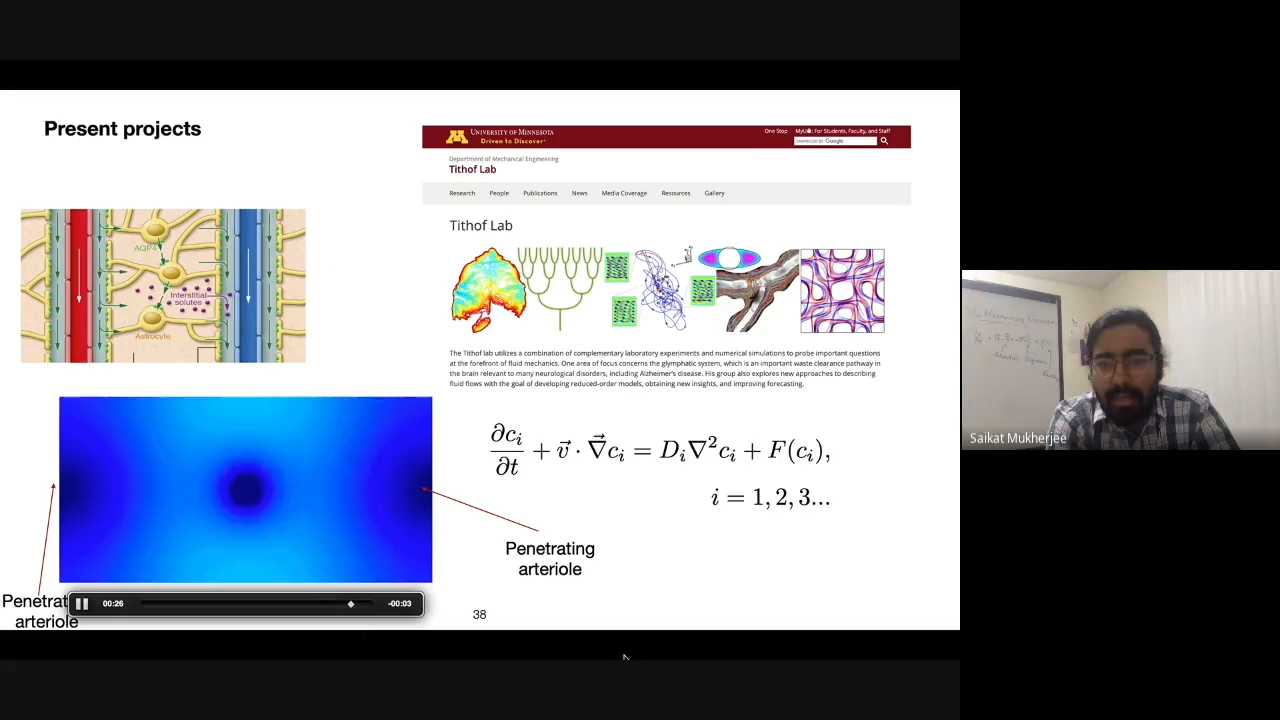 Present projects
UNIVERSITY OF MINNESOTA
Driven to Discover®
One Stop
MyU: For Students, Faculty, and Staff
ENHANCED BY Google
Department of Mechanical Engineering
Tithof Lab
Research People Publications News Media Coverage Resources Gallery
Tithof Lab
AQP4
Interstitial
solutes
Astrocyte
The Tithof lab utilizes a combination of complementary laboratory experiments and numerical simulations to probe important questions
at the forefront of fluid mechanics. One area of focus concerns the glymphatic system, which is an important waste clearance pathway in
the brain relevant to many neurological disorders, including Alzheimer's disease. His group also explores new approaches to describing
fluid flows with the goal of developing reduced-order models, obtaining new insights, and improving forecasting.
∂c_i/∂t + v⃗ · ∇⃗c_i = D_i∇²c_i + F(c_i),
i = 1, 2, 3...
Penetrating
arteriole
Penetrat
arteriole
00:26
-00:03
38
Saikat Mukherjee